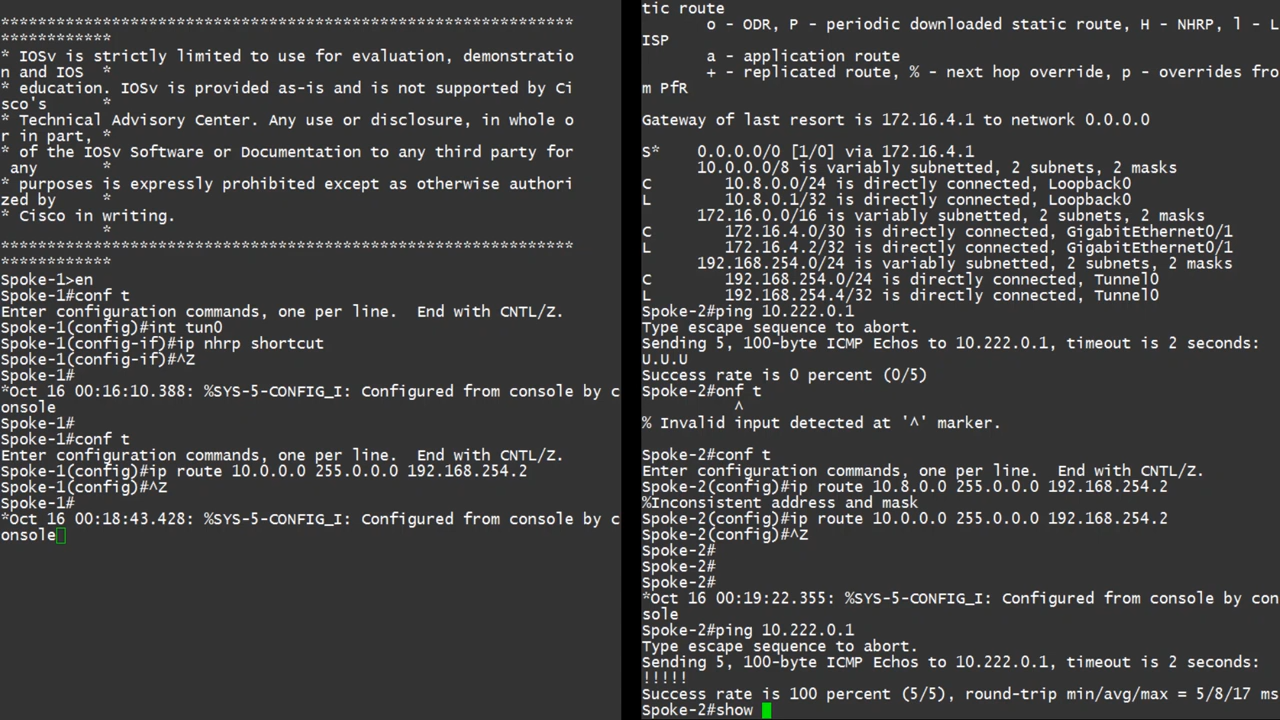 ******************************************************************
************
* IOSv is strictly limited to use for evaluation, demonstratio
n and IOS  *
* education. IOSv is provided as-is and is not supported by Ci
sco's      *
* Technical Advisory Center. Any use or disclosure, in whole o
r in part, *
* of the IOSv Software or Documentation to any third party for
 any       *
* purposes is expressly prohibited except as otherwise authori
zed by     *
* Cisco in writing.
           *
******************************************************************
************
Spoke-1>en
Spoke-1#conf t
Enter configuration commands, one per line.  End with CNTL/Z.
Spoke-1(config)#int tun0
Spoke-1(config-if)#ip nhrp shortcut
Spoke-1(config-if)#^Z
Spoke-1#
*Oct 16 00:16:10.388: %SYS-5-CONFIG_I: Configured from console by c
onsole
Spoke-1#
Spoke-1#conf t
Enter configuration commands, one per line.  End with CNTL/Z.
Spoke-1(config)#ip route 10.0.0.0 255.0.0.0 192.168.254.2
Spoke-1(config)#^Z
Spoke-1#
*Oct 16 00:18:43.428: %SYS-5-CONFIG_I: Configured from console by c
onsole
tic route
       o - ODR, P - periodic downloaded static route, H - NHRP, l - L
ISP
       a - application route
       + - replicated route, % - next hop override, p - overrides fro
m PfR
Gateway of last resort is 172.16.4.1 to network 0.0.0.0
S*    0.0.0.0/0 [1/0] via 172.16.4.1
      10.0.0.0/8 is variably subnetted, 2 subnets, 2 masks
C        10.8.0.0/24 is directly connected, Loopback0
L        10.8.0.1/32 is directly connected, Loopback0
      172.16.0.0/16 is variably subnetted, 2 subnets, 2 masks
C        172.16.4.0/30 is directly connected, GigabitEthernet0/1
L        172.16.4.2/32 is directly connected, GigabitEthernet0/1
      192.168.254.0/24 is variably subnetted, 2 subnets, 2 masks
C        192.168.254.0/24 is directly connected, Tunnel0
L        192.168.254.4/32 is directly connected, Tunnel0
Spoke-2#ping 10.222.0.1
Type escape sequence to abort.
Sending 5, 100-byte ICMP Echos to 10.222.0.1, timeout is 2 seconds:
U.U.U
Success rate is 0 percent (0/5)
Spoke-2#onf t
          ^
% Invalid input detected at '^' marker.
Spoke-2#conf t
Enter configuration commands, one per line.  End with CNTL/Z.
Spoke-2(config)#ip route 10.8.0.0 255.0.0.0 192.168.254.2
%Inconsistent address and mask
Spoke-2(config)#ip route 10.0.0.0 255.0.0.0 192.168.254.2
Spoke-2(config)#^Z
Spoke-2#
Spoke-2#
Spoke-2#
*Oct 16 00:19:22.355: %SYS-5-CONFIG_I: Configured from console by con
sole
Spoke-2#ping 10.222.0.1
Type escape sequence to abort.
Sending 5, 100-byte ICMP Echos to 10.222.0.1, timeout is 2 seconds:
!!!!!
Success rate is 100 percent (5/5), round-trip min/avg/max = 5/8/17 ms
Spoke-2#show